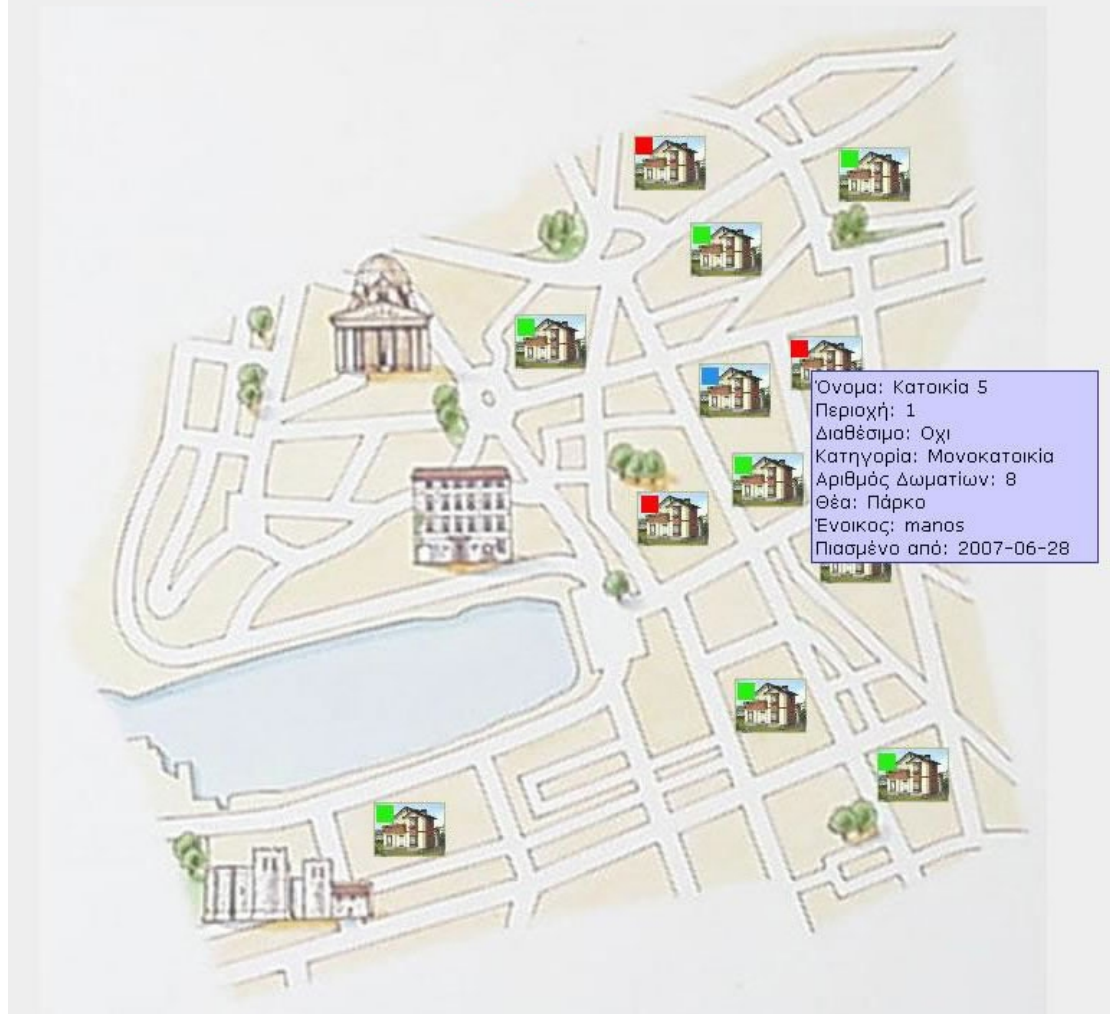 Όνομα: Κατοικία 5
Περιοχή: 1
Διαθέσιμο: Οχι
Κατηγορία: Μονοκατοικία
Αριθμός Δωματίων: 8
Θέα: Πάρκο
Ένοικος: manos
Πιασμένο από: 2007-06-28